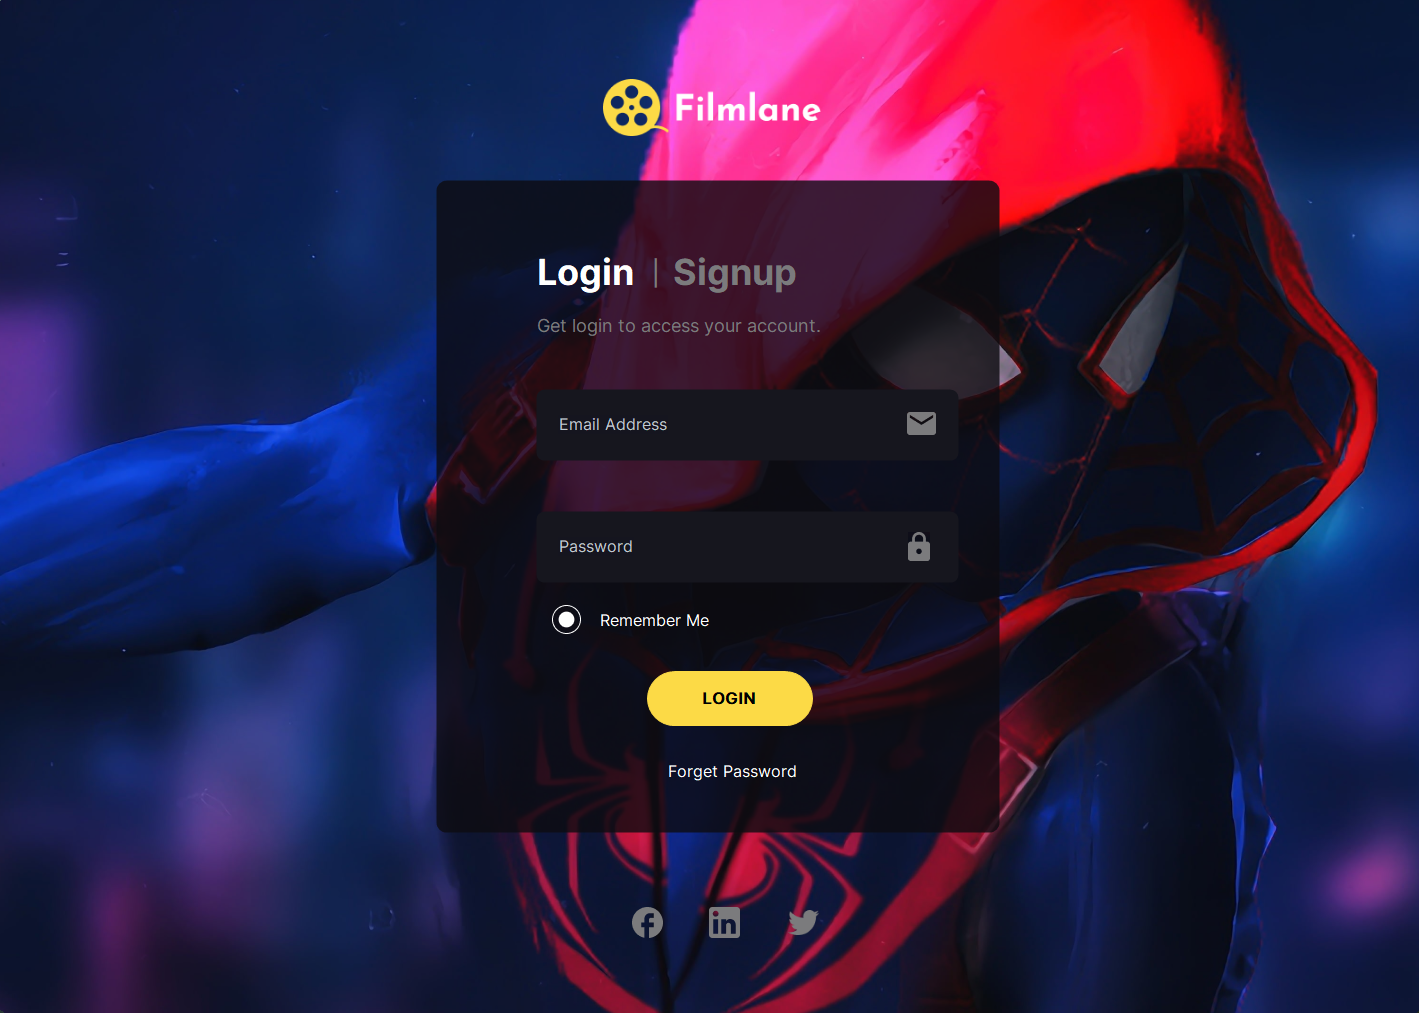 Filmlane
Login | Signup
Get login to access your account.
Email Address
Password
Remember Me
LOGIN
Forget Password